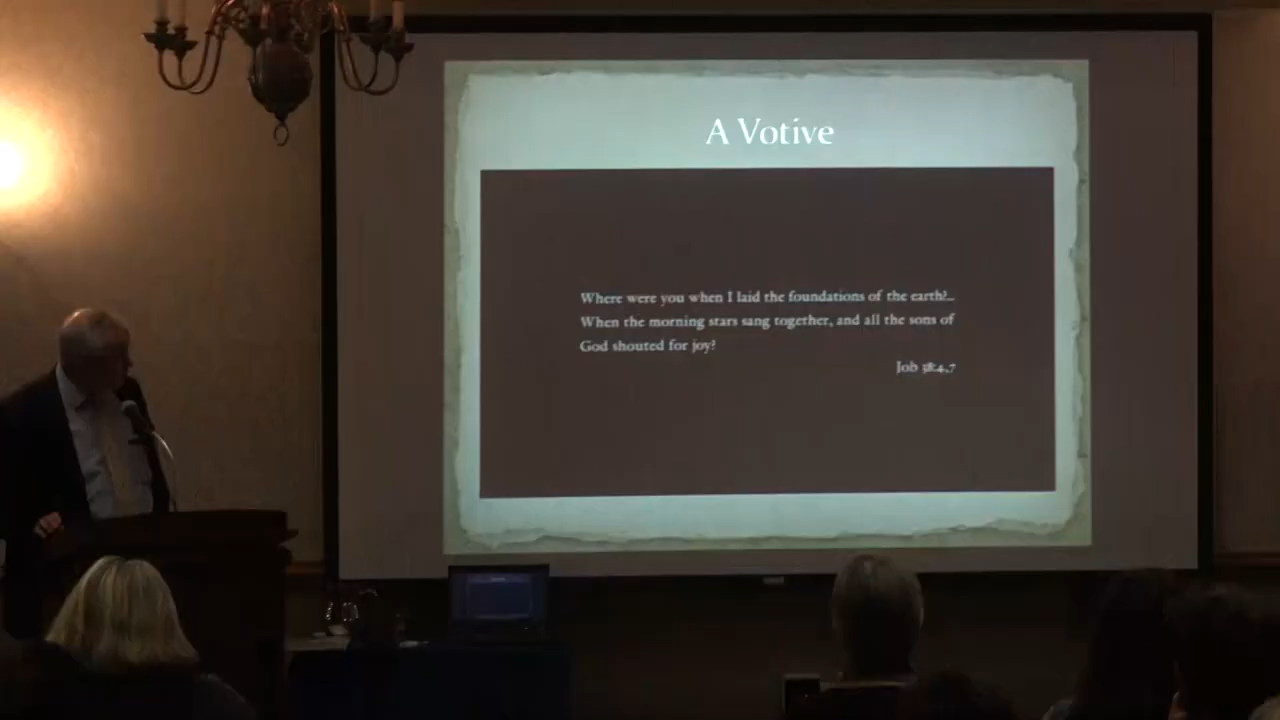 A Votive
Where were you when I laid the foundations of the earth?...
When the morning stars sang together, and all the sons of
God shouted for joy?
Job 38:4,7